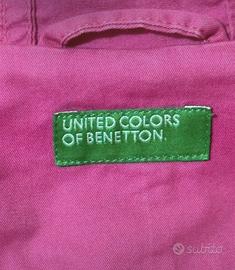 UNITED COLORS
OF BENETTON.
subito